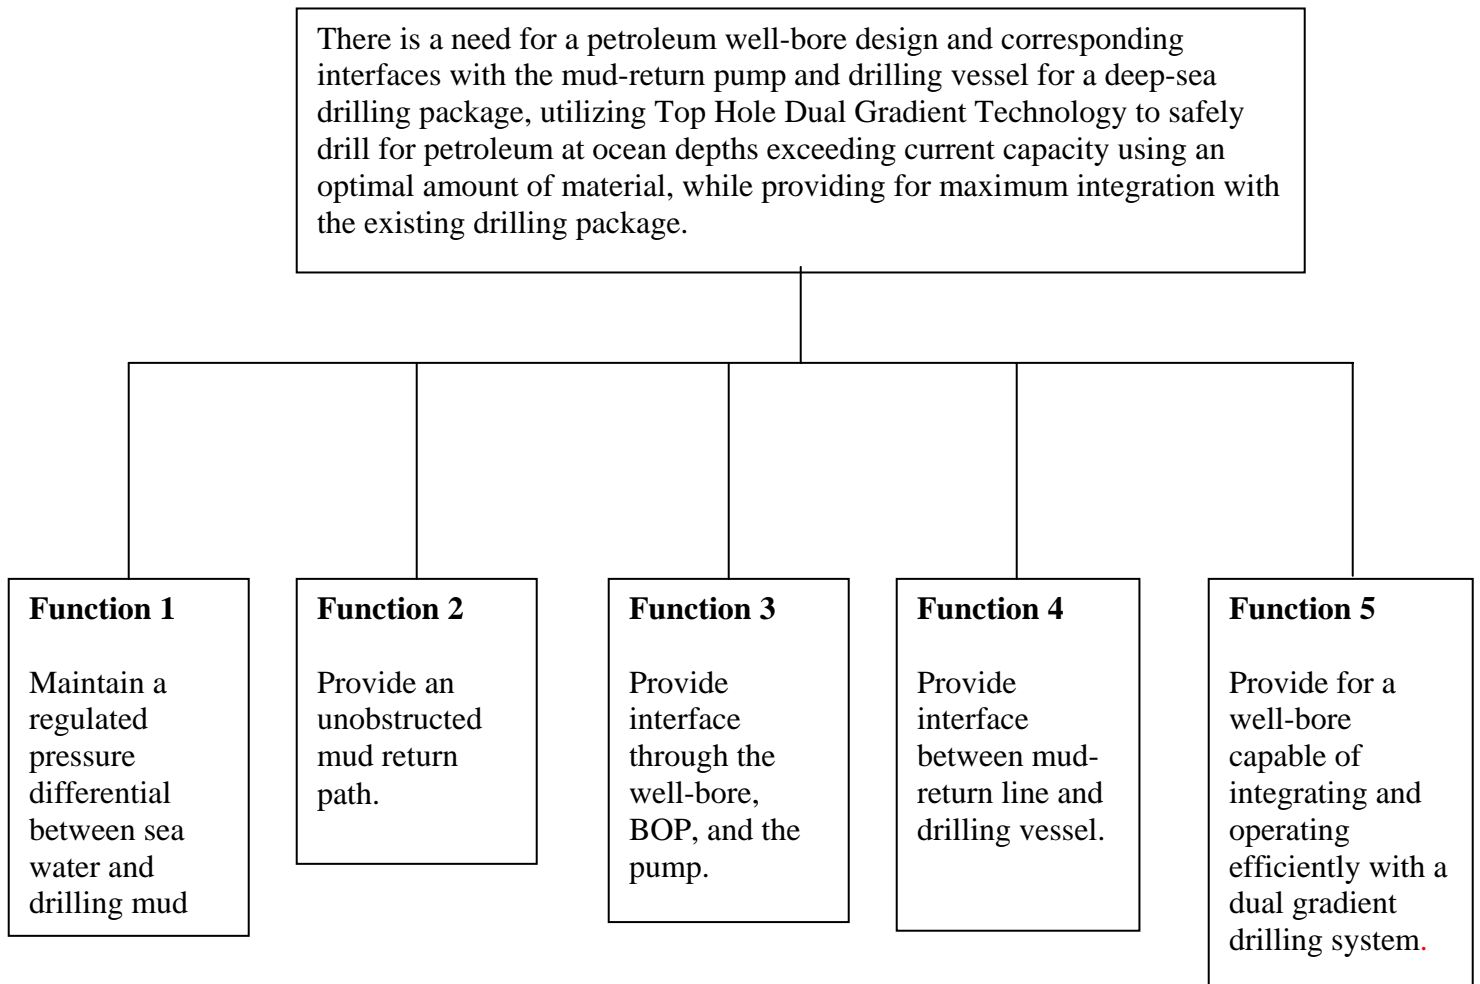 There is a need for a petroleum well-bore design and corresponding
interfaces with the mud-return pump and drilling vessel for a deep-sea
drilling package, utilizing Top Hole Dual Gradient Technology to safely
drill for petroleum at ocean depths exceeding current capacity using an
optimal amount of material, while providing for maximum integration with
the existing drilling package.
Function 1
Maintain a
regulated
pressure
differential
between sea
water and
drilling mud
Function 2
Provide an
unobstructed
mud return
path.
Function 3
Provide
interface
through the
well-bore,
BOP, and the
pump.
Function 4
Provide
interface
between mud-
return line and
drilling vessel.
Function 5
Provide for a
well-bore
capable of
integrating and
operating
efficiently with a
dual gradient
drilling system.